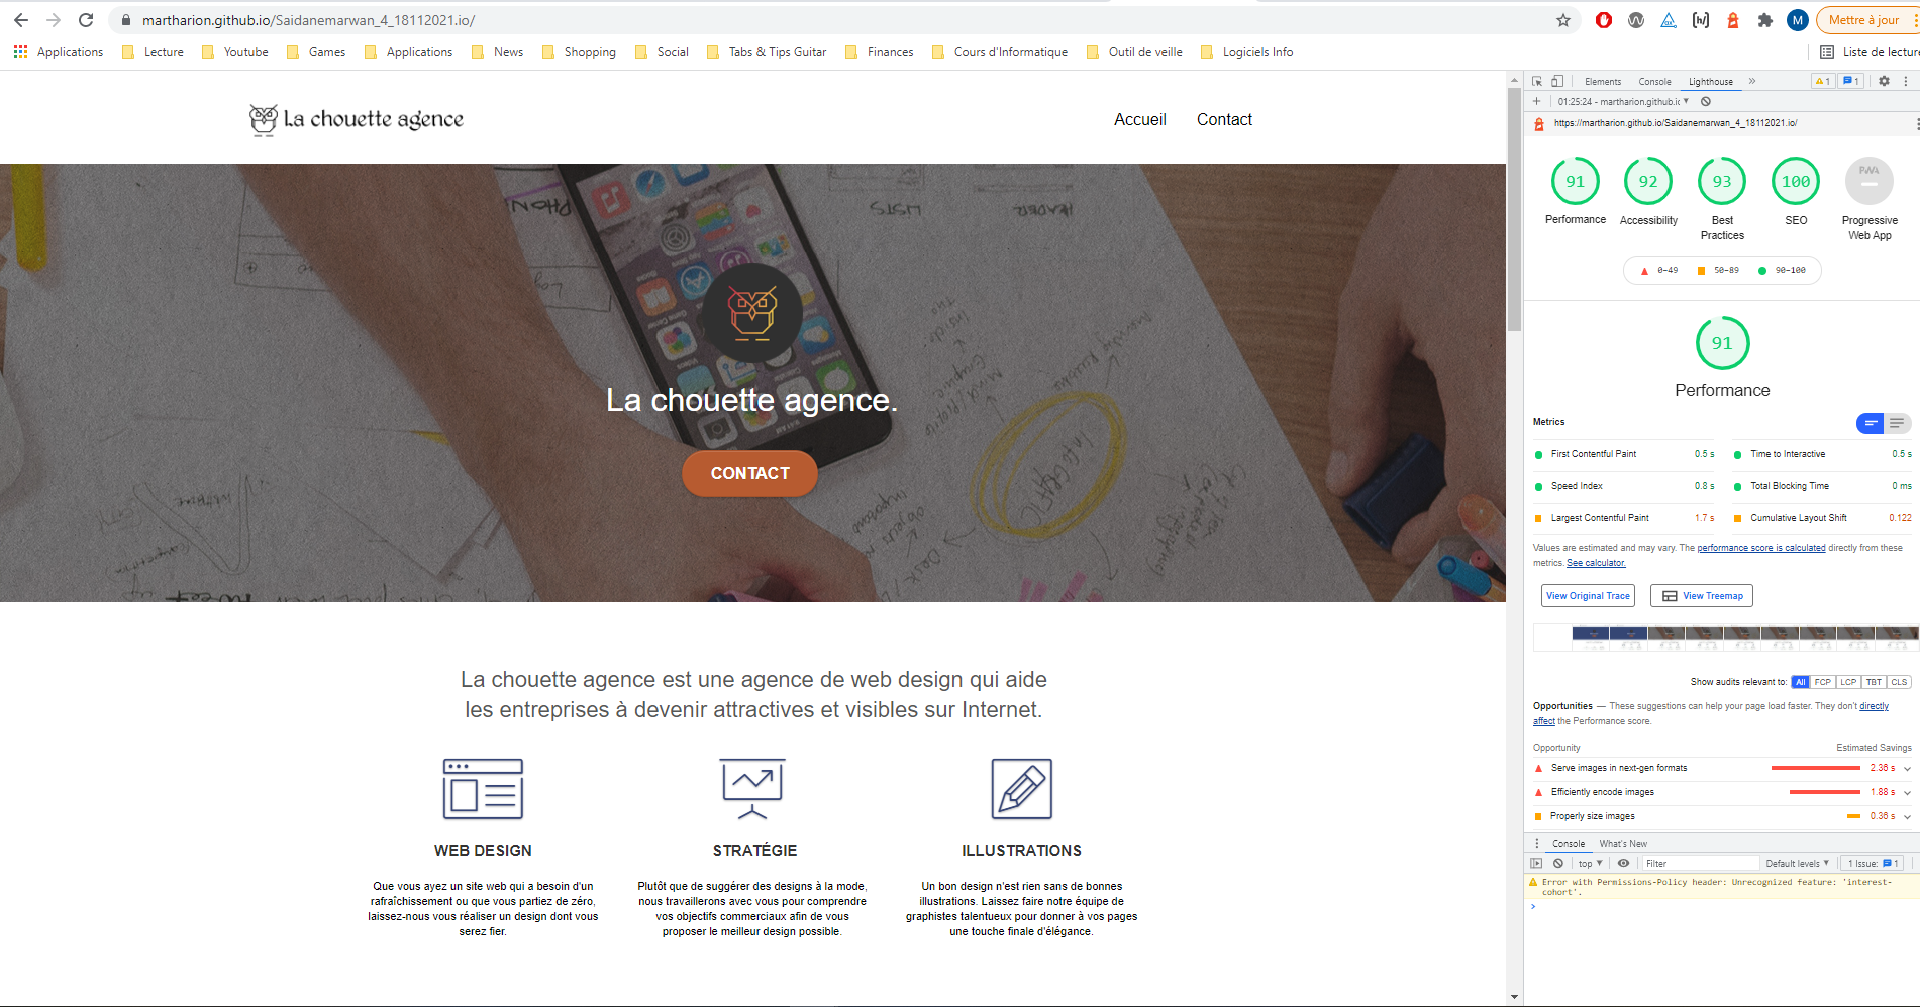 martharion.github.io/Saidanemarwan_4_18112021.io/
M
Mettre à jour
Applications
Lecture
Youtube
Games
Applications
News
Shopping
Social
Tabs & Tips Guitar
Finances
Cours d'Informatique
Outil de veille
Logiciels Info
Liste de lecture
La chouette agence
Accueil
Contact
LISTS
HEADER
La chouette agence.
CONTACT
La chouette agence est une agence de web design qui aide
les entreprises à devenir attractives et visibles sur Internet.
WEB DESIGN
Que vous ayez un site web qui a besoin d'un
rafraîchissement ou que vous partiez de zéro,
laissez-nous vous réaliser un design dont vous
serez fier.
STRATÉGIE
Plutôt que de suggérer des designs à la mode,
nous travaillerons avec vous pour comprendre
vos objectifs commerciaux afin de vous
proposer le meilleur design possible.
ILLUSTRATIONS
Un bon design n'est rien sans de bonnes
illustrations. Laissez faire notre équipe de
graphistes talentueux pour donner à vos pages
une touche finale d'élégance.
Elements
Console
Lighthouse
»
1
1
01:25:24 - martharion.github.ic
https://martharion.github.io/Saidanemarwan_4_18112021.io/
91
Performance
92
Accessibility
93
Best
Practices
100
SEO
PWA
Progressive
Web App
0–49
50–89
90–100
91
Performance
Metrics
First Contentful Paint 0.5 s
Time to Interactive 0.5 s
Speed Index 0.8 s
Total Blocking Time 0 ms
Largest Contentful Paint 1.7 s
Cumulative Layout Shift 0.122
Values are estimated and may vary. The performance score is calculated directly from these
metrics. See calculator.
View Original Trace
View Treemap
Show audits relevant to: All FCP LCP TBT CLS
Opportunities — These suggestions can help your page load faster. They don't directly
affect the Performance score.
Opportunity Estimated Savings
Serve images in next-gen formats 2.36 s
Efficiently encode images 1.88 s
Properly size images 0.36 s
Console
What's New
top
Filter
Default levels
1 Issue: 1
Error with Permissions-Policy header: Unrecognized feature: 'interest-
cohort'.